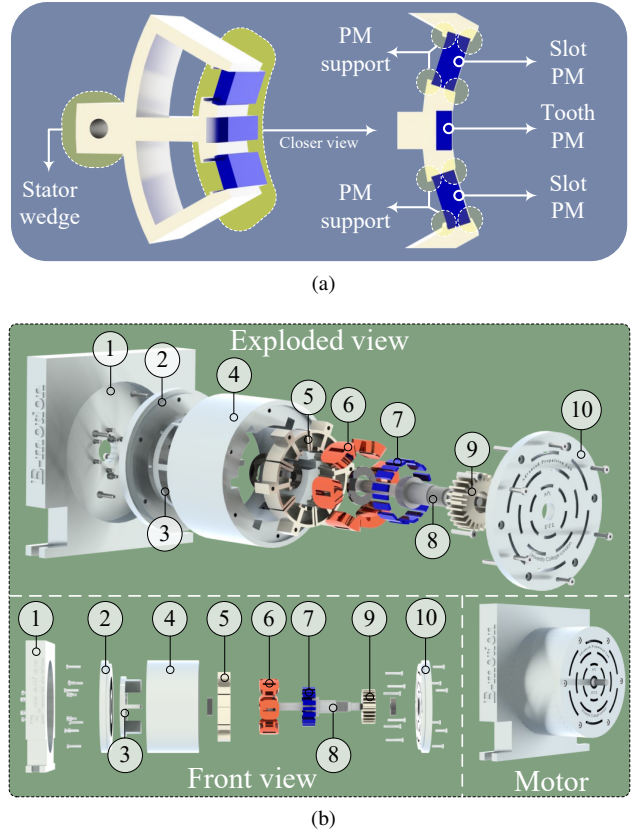 PM
support
Slot
PM
Tooth
PM
Closer view
Stator
wedge
PM
support
Slot
PM
(a)
Exploded view
1
2
3
4
5
6
7
8
9
10
1
2
3
4
5
6
7
8
9
10
Front view
Motor
(b)